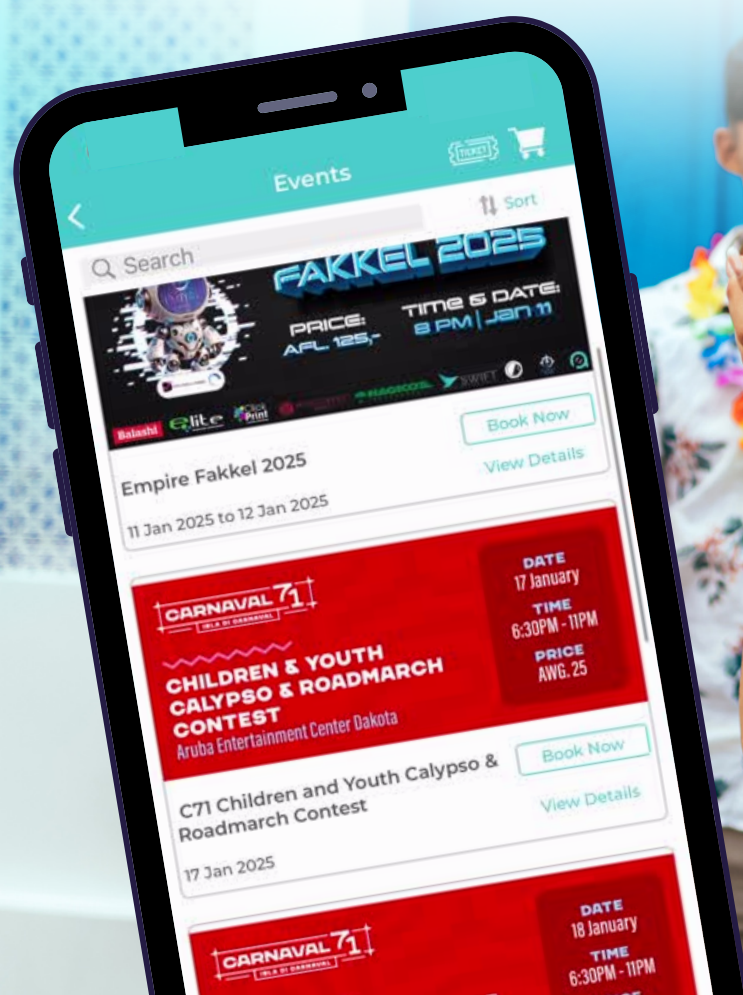 TICKET
Events
Sort
Search
FAKKEL 2025
PRICE:
AFL 125,-
TIME & DATE:
8 PM | JAN 11
Balashi
elite
Click
Print
SWIFT
Book Now
Empire Fakkel 2025
View Details
11 Jan 2025 to 12 Jan 2025
CARNAVAL 71
ISLA DI CARNAVAL
CHILDREN & YOUTH
CALYPSO & ROADMARCH
CONTEST
Aruba Entertainment Center Dakota
DATE
17 January
TIME
6:30PM - 11PM
PRICE
AWG. 25
C71 Children and Youth Calypso &
Roadmarch Contest
Book Now
View Details
17 Jan 2025
CARNAVAL 71
ISLA DI CARNAVAL
DATE
18 January
TIME
6:30PM - 11PM